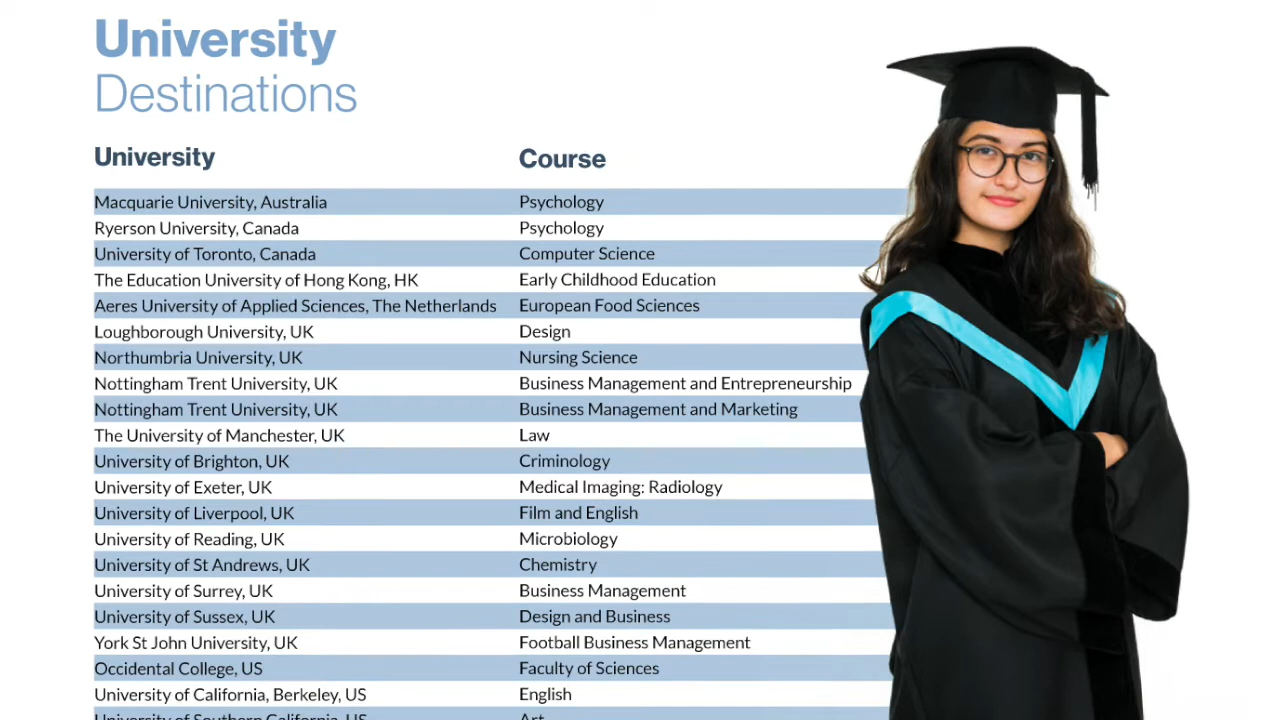 University
Destinations
University Course
Macquarie University, Australia Psychology
Ryerson University, Canada Psychology
University of Toronto, Canada Computer Science
The Education University of Hong Kong, HK Early Childhood Education
Aeres University of Applied Sciences, The Netherlands European Food Sciences
Loughborough University, UK Design
Northumbria University, UK Nursing Science
Nottingham Trent University, UK Business Management and Entrepreneurship
Nottingham Trent University, UK Business Management and Marketing
The University of Manchester, UK Law
University of Brighton, UK Criminology
University of Exeter, UK Medical Imaging: Radiology
University of Liverpool, UK Film and English
University of Reading, UK Microbiology
University of St Andrews, UK Chemistry
University of Surrey, UK Business Management
University of Sussex, UK Design and Business
York St John University, UK Football Business Management
Occidental College, US Faculty of Sciences
University of California, Berkeley, US English
University of Southern California, US Art